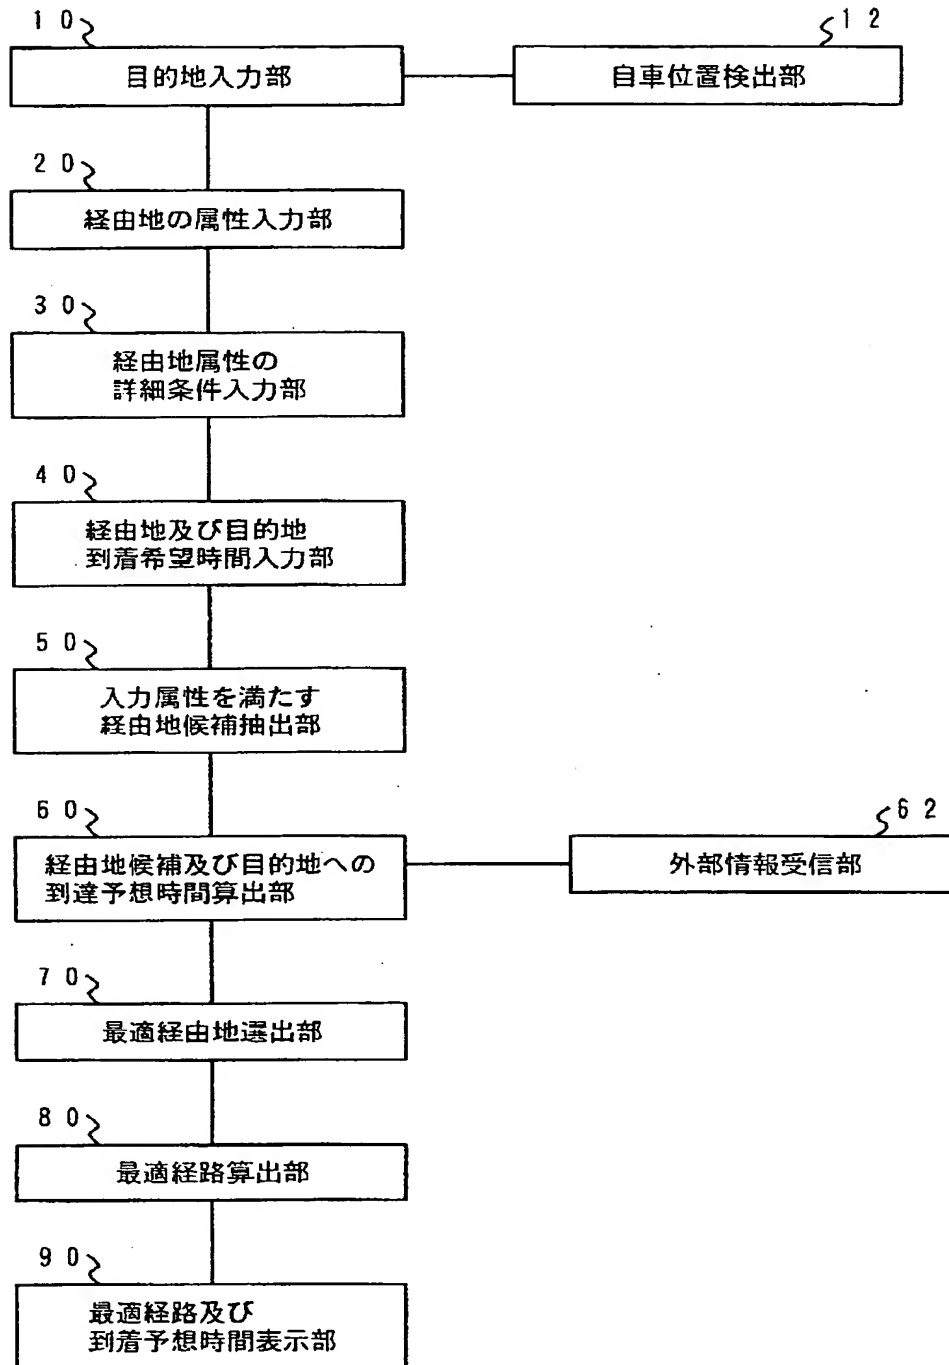 10
12
目的地入力部
自車位置検出部
20
経由地の属性入力部
30
経由地属性の
詳細条件入力部
40
経由地及び目的地
到着希望時間入力部
50
入力属性を満たす
経由地候補抽出部
60
62
経由地候補及び目的地への
到達予想時間算出部
外部情報受信部
70
最適経由地選出部
80
最適経路算出部
90
最適経路及び
到着予想時間表示部